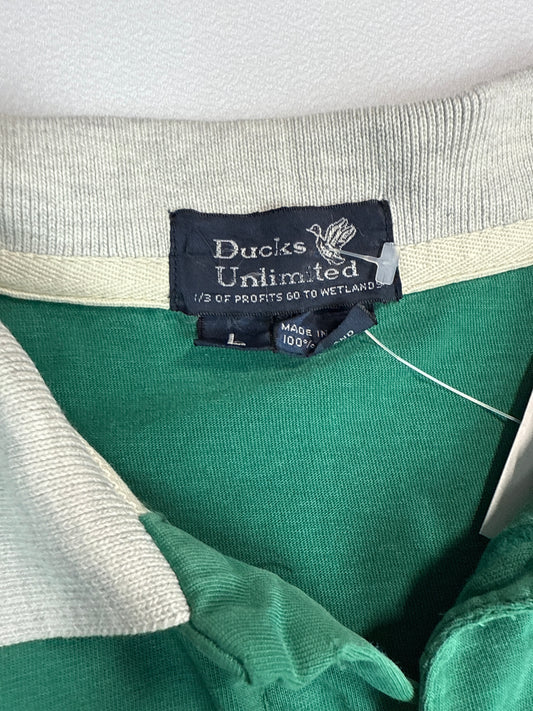 Ducks
Unlimited
1/3 OF PROFITS GO TO WETLANDS
L
MADE IN
100%